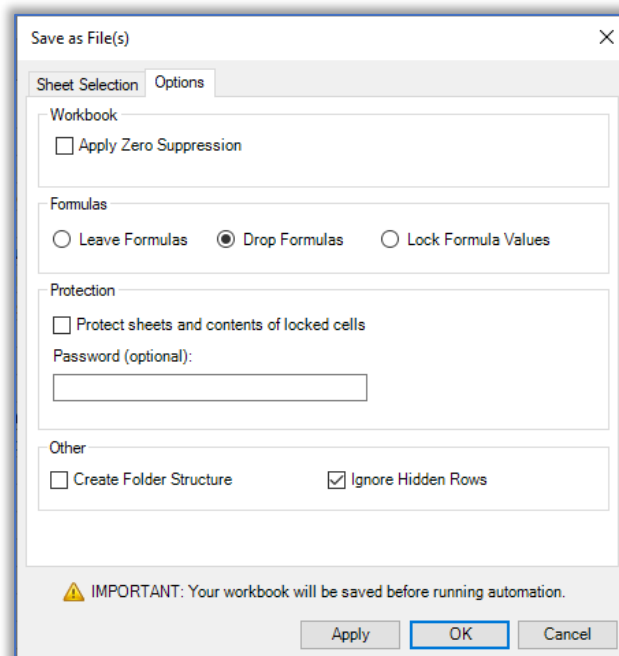 Save as File(s)
Sheet Selection Options
Workbook
Apply Zero Suppression
Formulas
Leave Formulas Drop Formulas Lock Formula Values
Protection
Protect sheets and contents of locked cells
Password (optional):
Other
Create Folder Structure Ignore Hidden Rows
IMPORTANT: Your workbook will be saved before running automation.
Apply OK Cancel